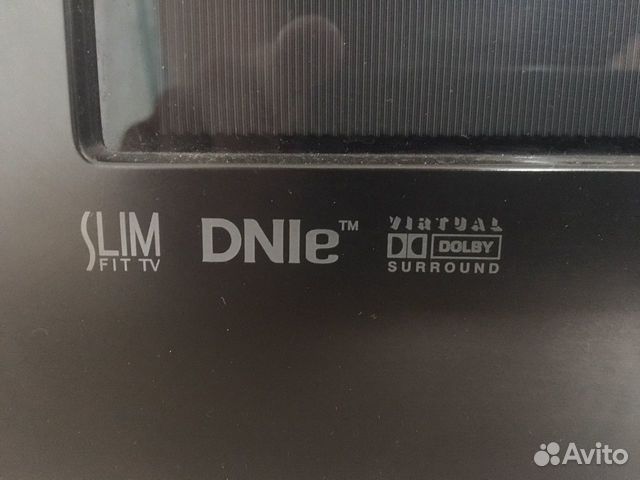 SLIM
FIT TV
DNIe™
VIRTUAL
DOLBY
SURROUND
Avito